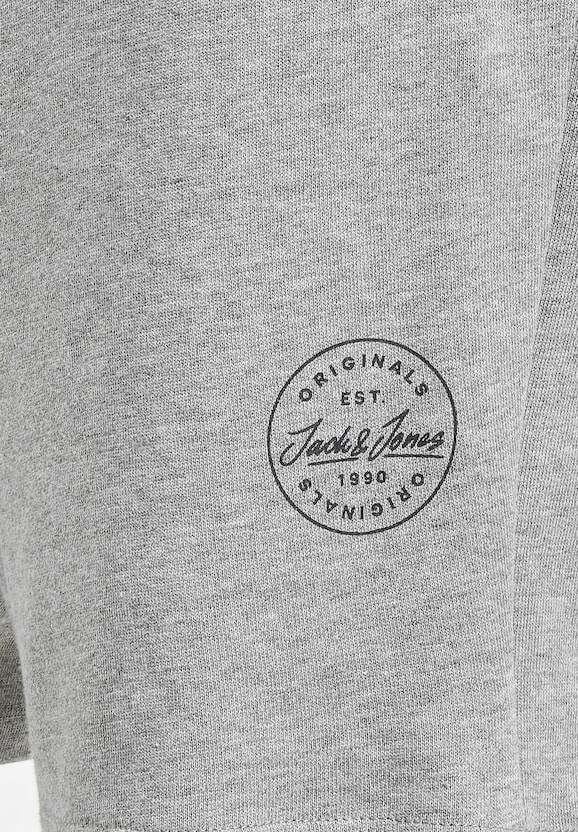 ORIGINALS
EST.
Jack & Jones
1990
ORIGINALS